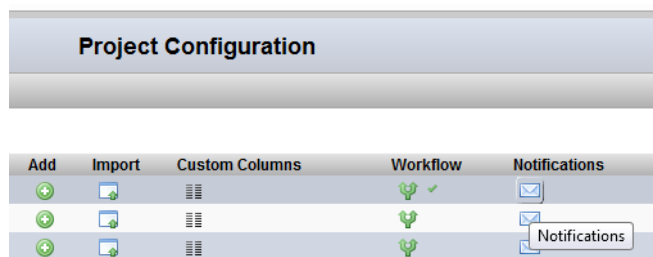 Project Configuration
Add Import Custom Columns Workflow Notifications
Notifications